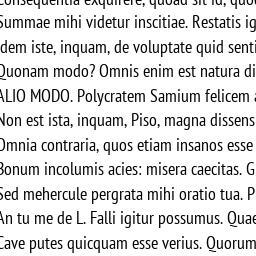 Consequentia exquirere, quoad sit id, quod
Summae mihi videtur inscitiae. Restatis ig
Idem iste, inquam, de voluptate quid senti
Quonam modo? Omnis enim est natura di
ALIO MODO. Polycratem Samium felicem a
Non est ista, inquam, Piso, magna dissens
Omnia contraria, quos etiam insanos esse
Bonum incolumis acies: misera caecitas. G
Sed mehercule pergrata mihi oratio tua. P
An tu me de L. Falli igitur possumus. Quae
Cave putes quicquam esse verius. Quorum